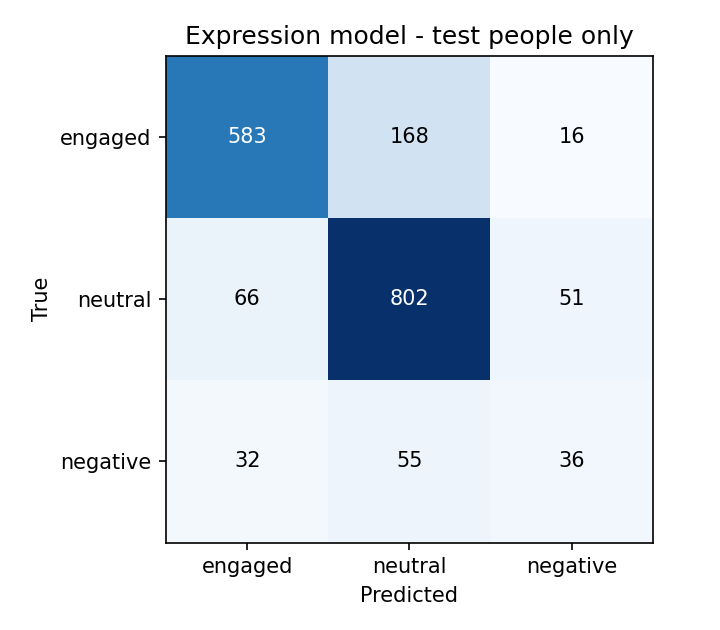 Expression model - test people only
engaged 583 168 16
neutral 66 802 51
negative 32 55 36
engaged neutral negative
Predicted
True